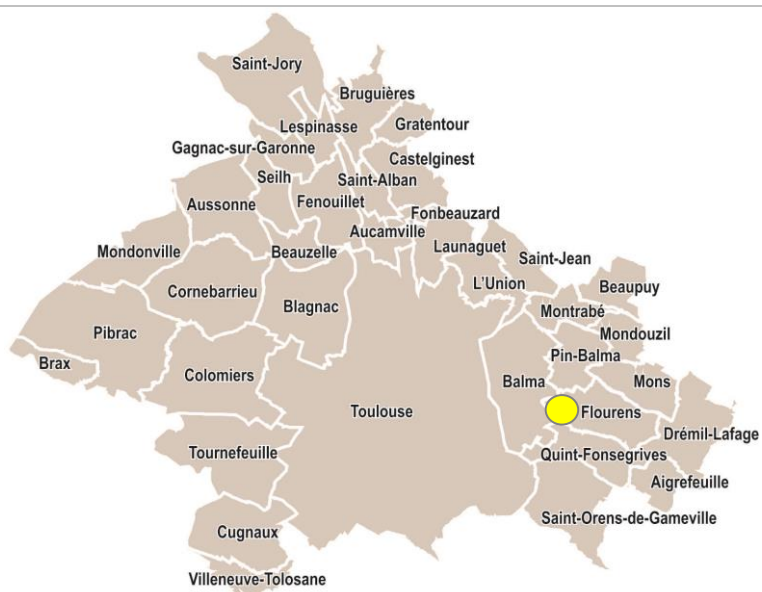 Saint-Jory
Bruguières
Lespinasse
Gratentour
Gagnac-sur-Garonne
Castelginest
Seilh
Saint-Alban
Aussonne
Fenouillet
Fonbeauzard
Aucamville
Mondonville
Beauzelle
Launaguet
Saint-Jean
L'Union
Beaupuy
Cornebarrieu
Blagnac
Montrabé
Mondouzil
Pibrac
Pin-Balma
Brax
Colomiers
Balma
Mons
Toulouse
Flourens
Drémil-Lafage
Tournefeuille
Quint-Fonsegrives
Aigrefeuille
Saint-Orens-de-Gameville
Cugnaux
Villeneuve-Tolosane